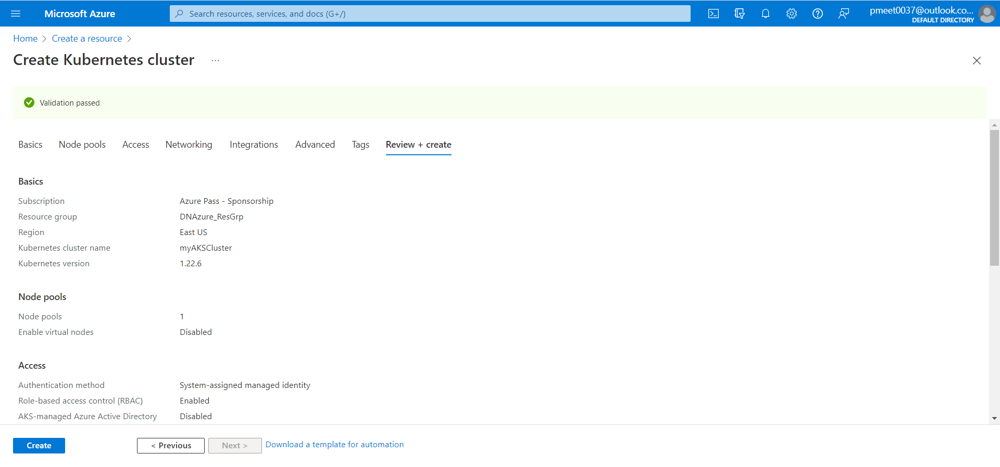 Microsoft Azure
Search resources, services, and docs (G+/)
pmeet0037@outlook.co...
DEFAULT DIRECTORY
Home > Create a resource >
Create Kubernetes cluster ...
Validation passed
Basics Node pools Access Networking Integrations Advanced Tags Review + create
Basics
Subscription Azure Pass - Sponsorship
Resource group DNAzure_ResGrp
Region East US
Kubernetes cluster name myAKSCluster
Kubernetes version 1.22.6
Node pools
Node pools 1
Enable virtual nodes Disabled
Access
Authentication method System-assigned managed identity
Role-based access control (RBAC) Enabled
AKS-managed Azure Active Directory Disabled
Create < Previous Next > Download a template for automation